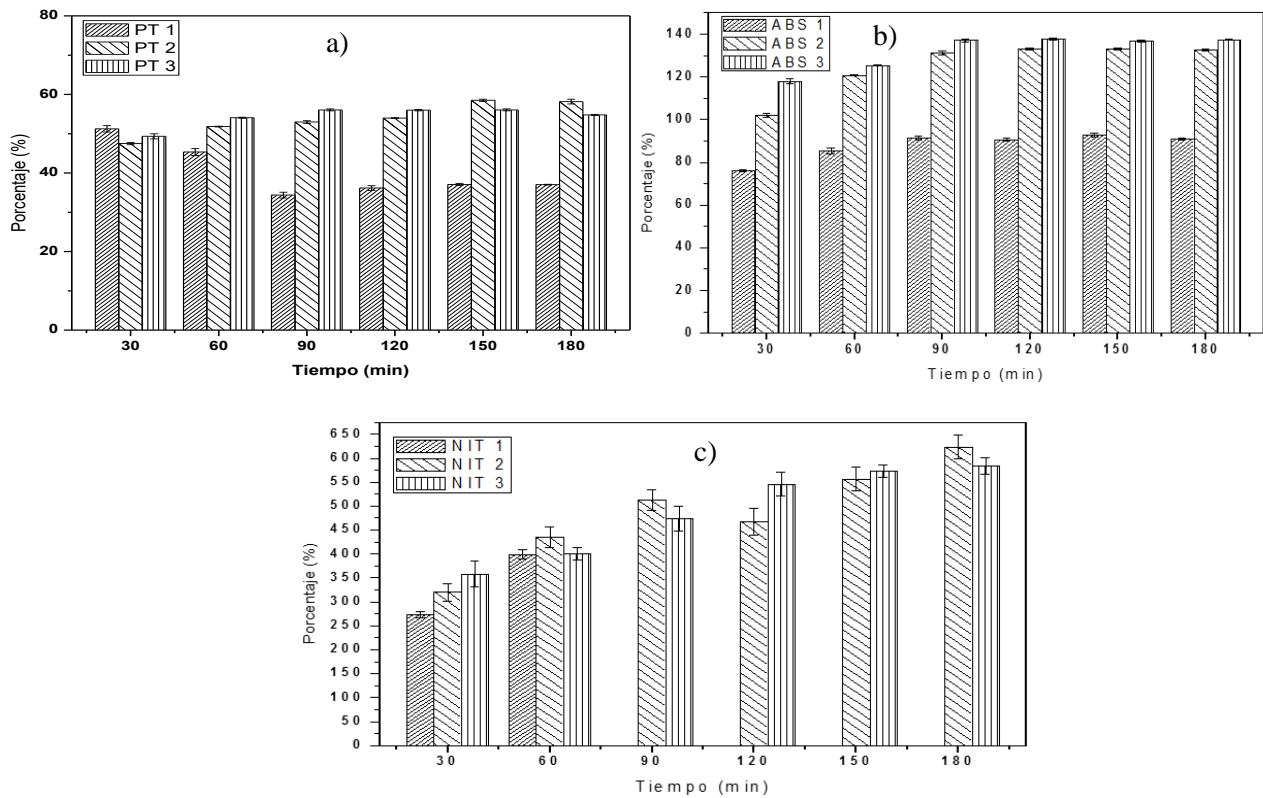 80
60
40
20
0
Porcentaje (%)
PT 1
PT 2
PT 3
a)
30 60 90 120 150 180
Tiempo (min)
140
120
100
80
60
40
20
0
Porcentaje (%)
ABS 1
ABS 2
ABS 3
b)
30 60 90 120 150 180
Tiempo (min)
650
600
550
500
450
400
350
300
250
200
150
100
50
0
Porcentaje (%)
NIT 1
NIT 2
NIT 3
c)
30 60 90 120 150 180
Tiempo (min)